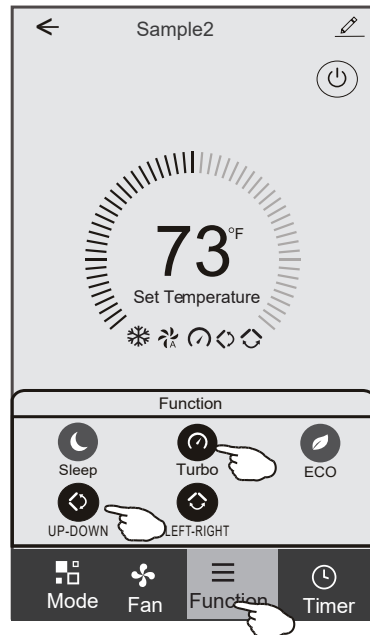 Sample2
73°F
Set Temperature
A
Function
Sleep Turbo ECO
UP-DOWN LEFT-RIGHT
Mode Fan Function Timer